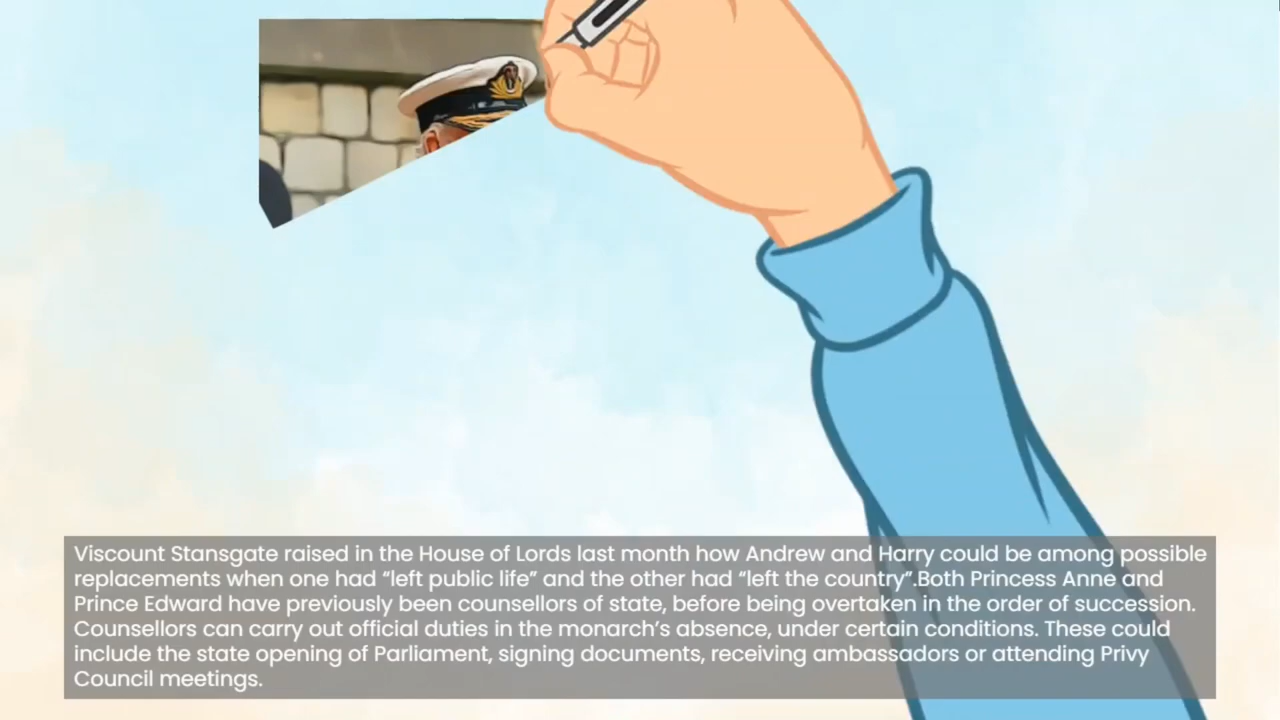 Viscount Stansgate raised in the House of Lords last month how Andrew and Harry could be among possible
replacements when one had “left public life” and the other had “left the country”.Both Princess Anne and
Prince Edward have previously been counsellors of state, before being overtaken in the order of succession.
Counsellors can carry out official duties in the monarch’s absence, under certain conditions. These could
include the state opening of Parliament, signing documents, receiving ambassadors or attending Privy
Council meetings.